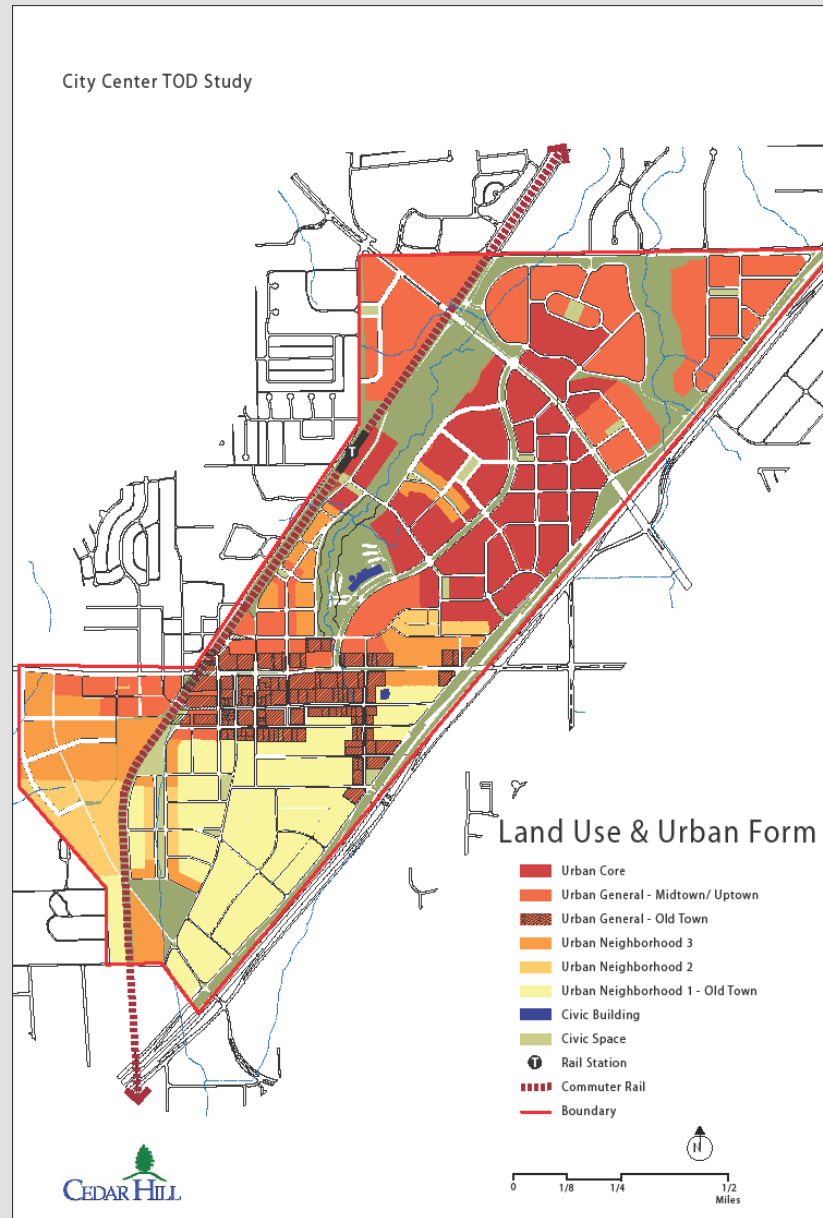 City Center TOD Study
T
Land Use & Urban Form
Urban Core
Urban General - Midtown/ Uptown
Urban General - Old Town
Urban Neighborhood 3
Urban Neighborhood 2
Urban Neighborhood 1 - Old Town
Civic Building
Civic Space
T Rail Station
Commuter Rail
Boundary
N
0 1/8 1/4 1/2
Miles
CEDAR HILL